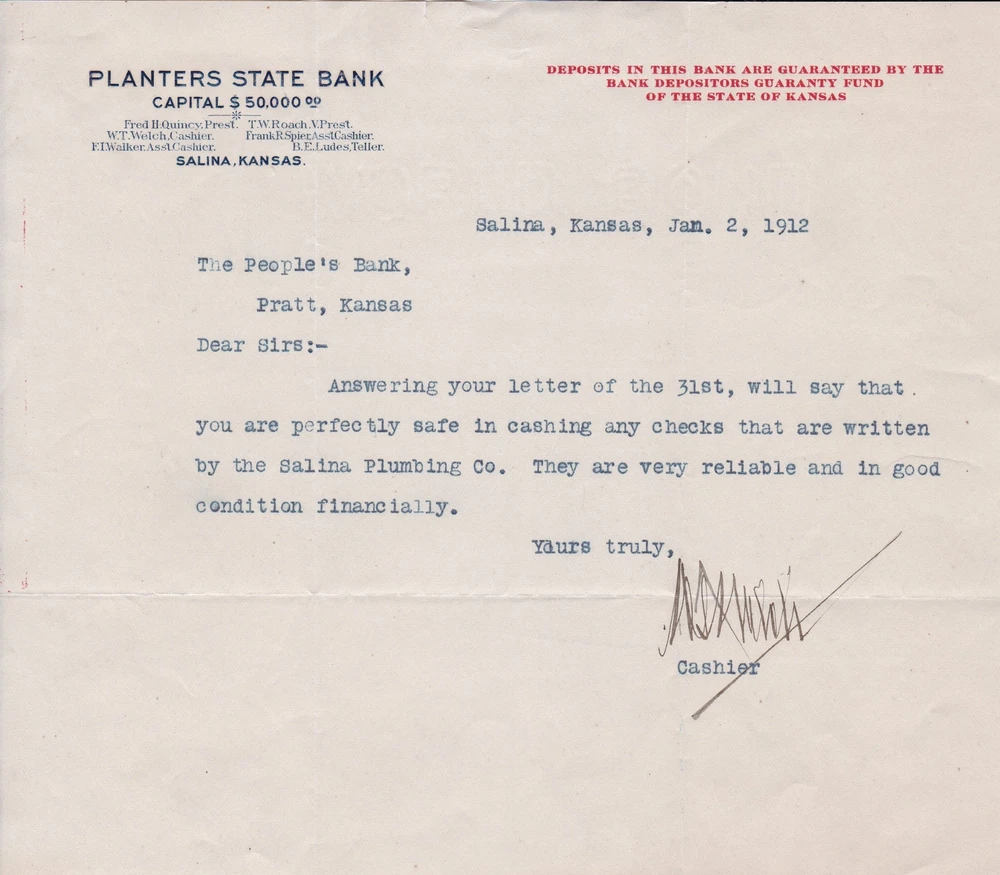 PLANTERS STATE BANK
CAPITAL $ 50,000 00
Fred H. Quincy, Prest. T.W. Roach, V. Prest.
W.T. Welch, Cashier. Frank R. Spier, Asst. Cashier.
F.I. Walker, Asst. Cashier. B.E. Ludes, Teller.
SALINA, KANSAS.
DEPOSITS IN THIS BANK ARE GUARANTEED BY THE
BANK DEPOSITORS GUARANTY FUND
OF THE STATE OF KANSAS
Salina, Kansas, Jan. 2, 1912
The People's Bank,
Pratt, Kansas
Dear Sirs:-
Answering your letter of the 31st, will say that.
you are perfectly safe in cashing any checks that are written
by the Salina Plumbing Co. They are very reliable and in good
condition financially.
Yours truly,
W.T. Welch
Cashier